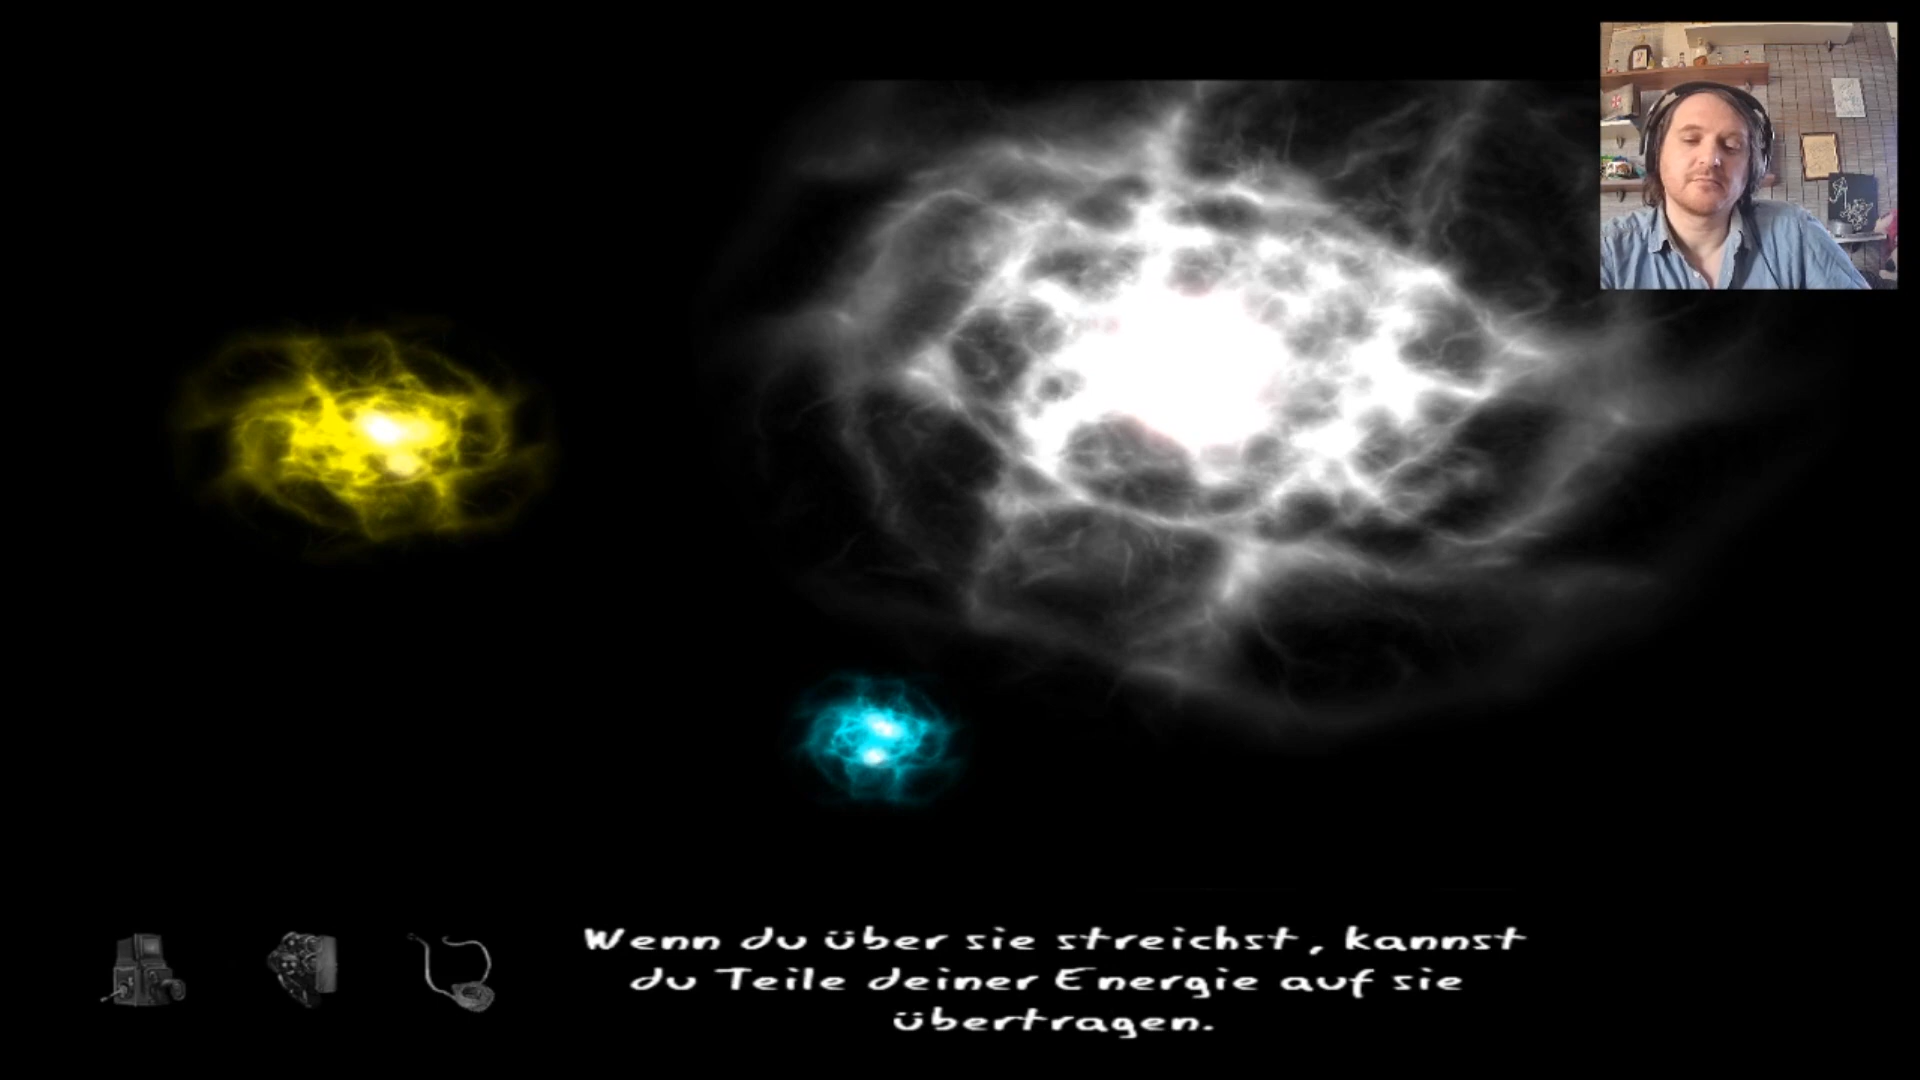 Wenn du über sie streichst, kannst
du Teile deiner Energie auf sie
übertragen.